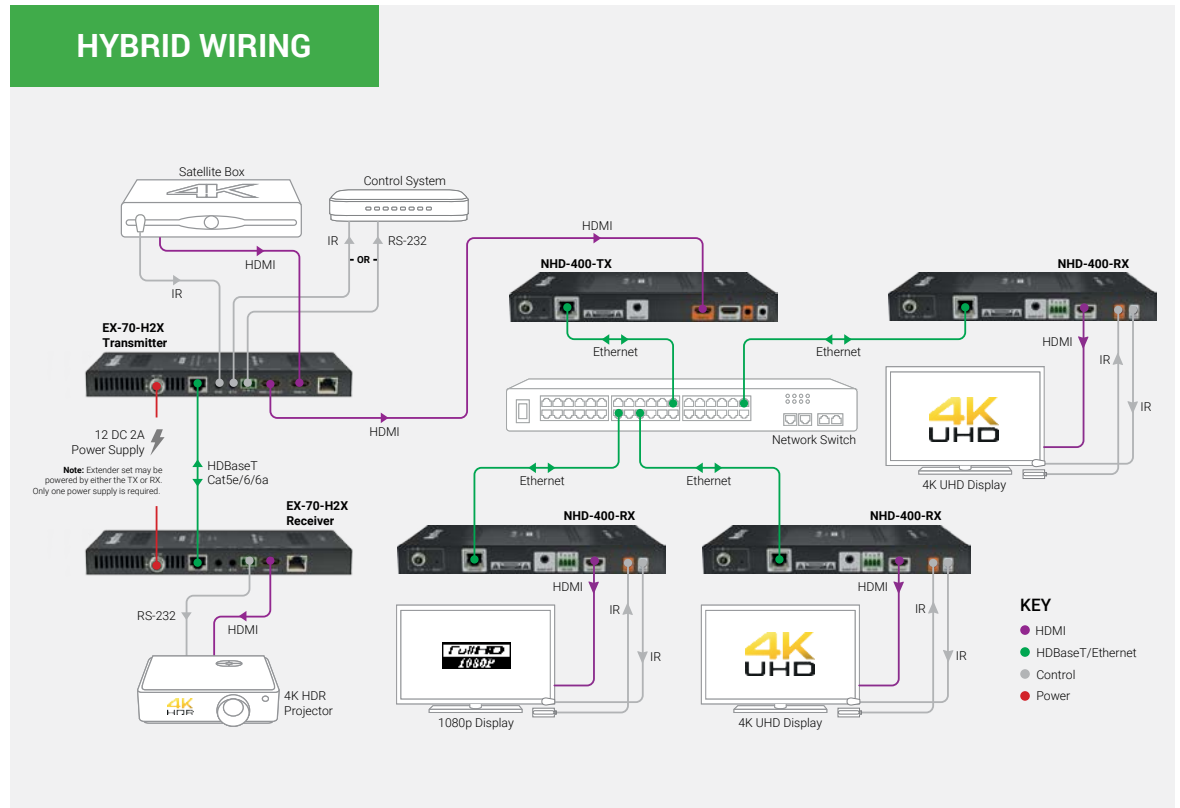 HYBRID WIRING
Satellite Box
4K
Control System
IR
RS-232
- OR -
HDMI
HDMI
IR
NHD-400-TX
NHD-400-RX
EX-70-H2X
Transmitter
Ethernet
Ethernet
HDMI
IR
IR
4K
UHD
4K UHD Display
Network Switch
HDMI
12 DC 2A
Power Supply
Note: Extender set may be
powered by either the TX or RX.
Only one power supply is required.
HDBaseT
Cat5e/6/6a
Ethernet
Ethernet
EX-70-H2X
Receiver
NHD-400-RX
NHD-400-RX
RS-232
HDMI
4K
HDR
4K HDR
Projector
HDMI
IR
IR
Full HD
1080P
1080p Display
HDMI
IR
IR
4K
UHD
4K UHD Display
KEY
HDMI
HDBaseT/Ethernet
Control
Power